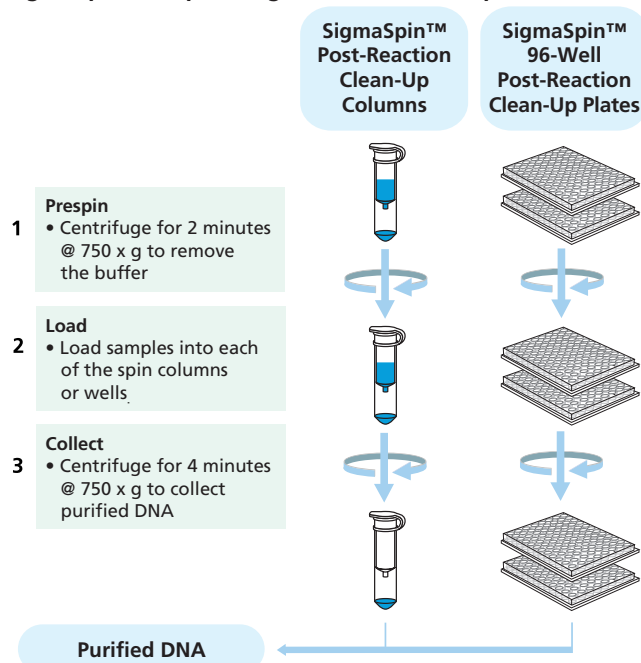 SigmaSpin™
Post-Reaction
Clean-Up
Columns
SigmaSpin™
96-Well
Post-Reaction
Clean-Up Plates
1
Prespin
• Centrifuge for 2 minutes
@ 750 x g to remove
the buffer
2
Load
• Load samples into each
of the spin columns
or wells
3
Collect
• Centrifuge for 4 minutes
@ 750 x g to collect
purified DNA
Purified DNA